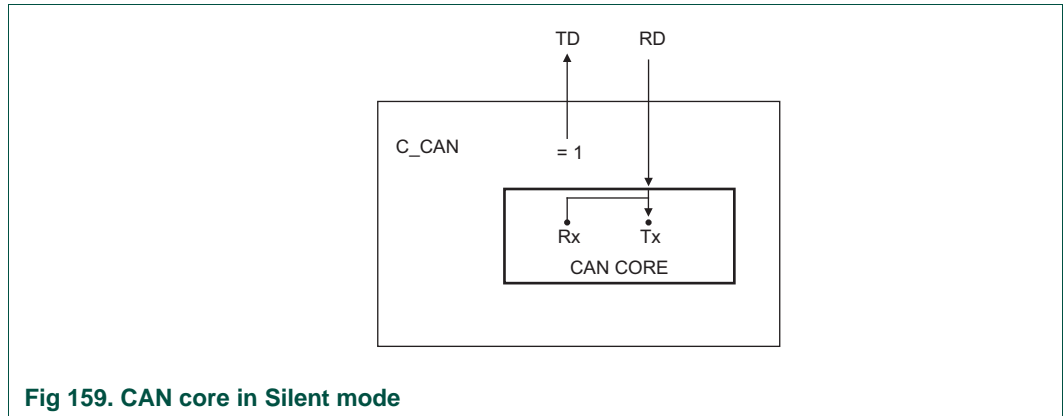 TD RD
C_CAN
= 1
Rx Tx
CAN CORE
Fig 159. CAN core in Silent mode